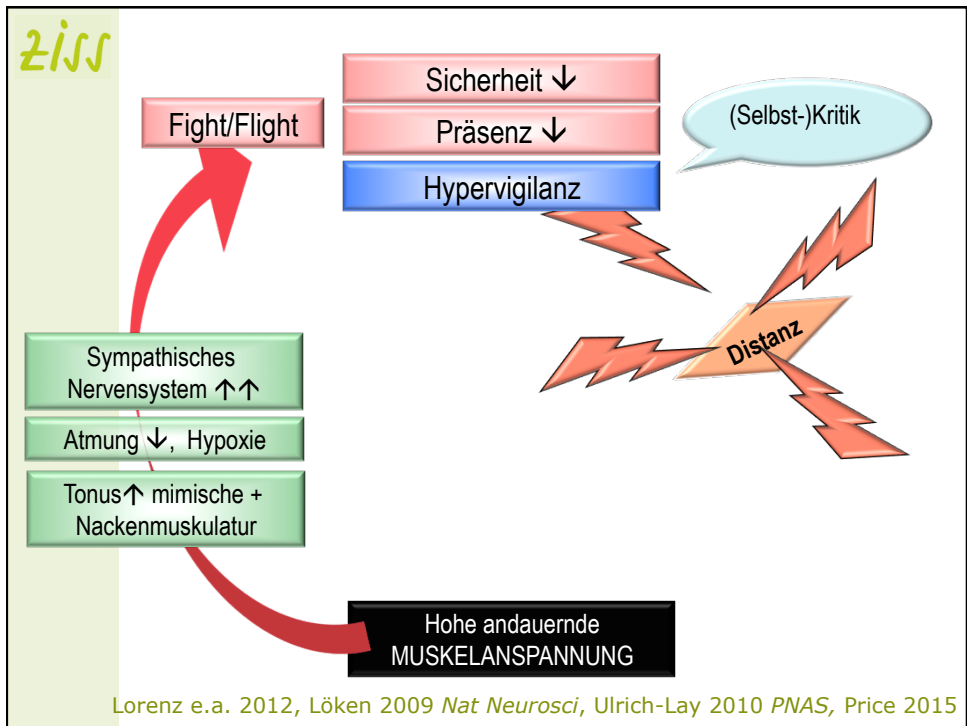 ziss
Sicherheit ↓
Präsenz ↓
Hypervigilanz
Fight/Flight
(Selbst-)Kritik
Distanz
Sympathisches
Nervensystem ↑↑
Atmung ↓, Hypoxie
Tonus↑ mimische +
Nackenmuskulatur
Hohe andauernde
MUSKELANSPANNUNG
Lorenz e.a. 2012, Löken 2009 Nat Neurosci, Ulrich-Lay 2010 PNAS, Price 2015